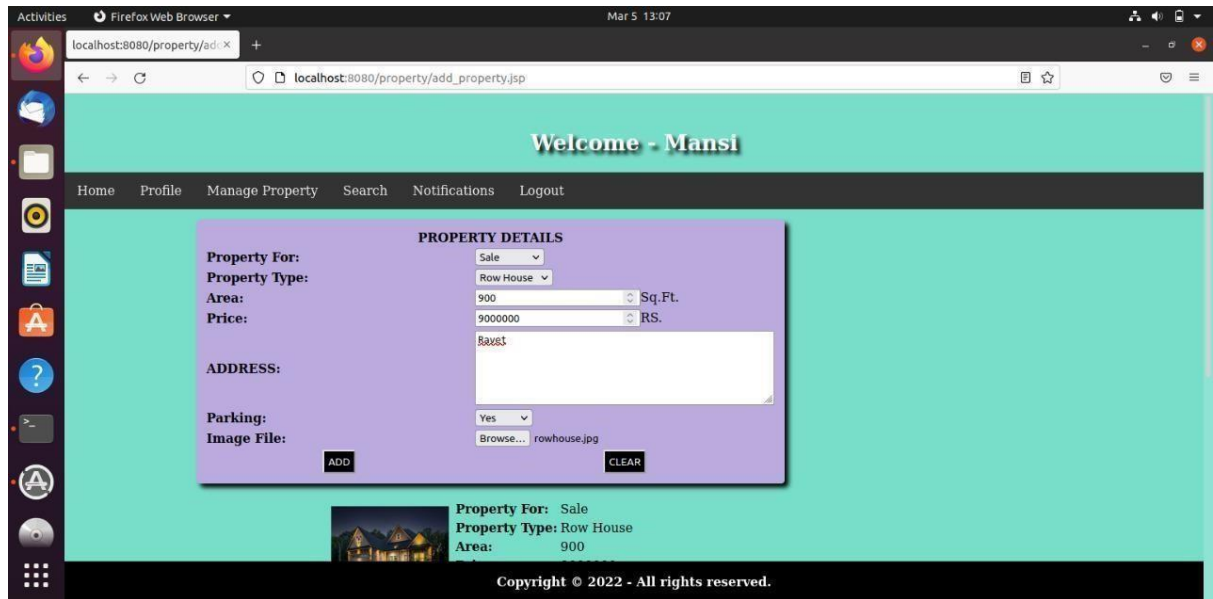 Activities Firefox Web Browser Mar 5 13:07
localhost:8080/property/add
localhost:8080/property/add_property.jsp
Welcome - Mansi
Home Profile Manage Property Search Notifications Logout
PROPERTY DETAILS
Property For: Sale
Property Type: Row House
Area: 900 Sq.Ft.
Price: 9000000 RS.
ADDRESS: Ravet
Parking: Yes
Image File: Browse... rowhouse.jpg
ADD CLEAR
Property For: Sale
Property Type: Row House
Area: 900
Copyright © 2022 - All rights reserved.